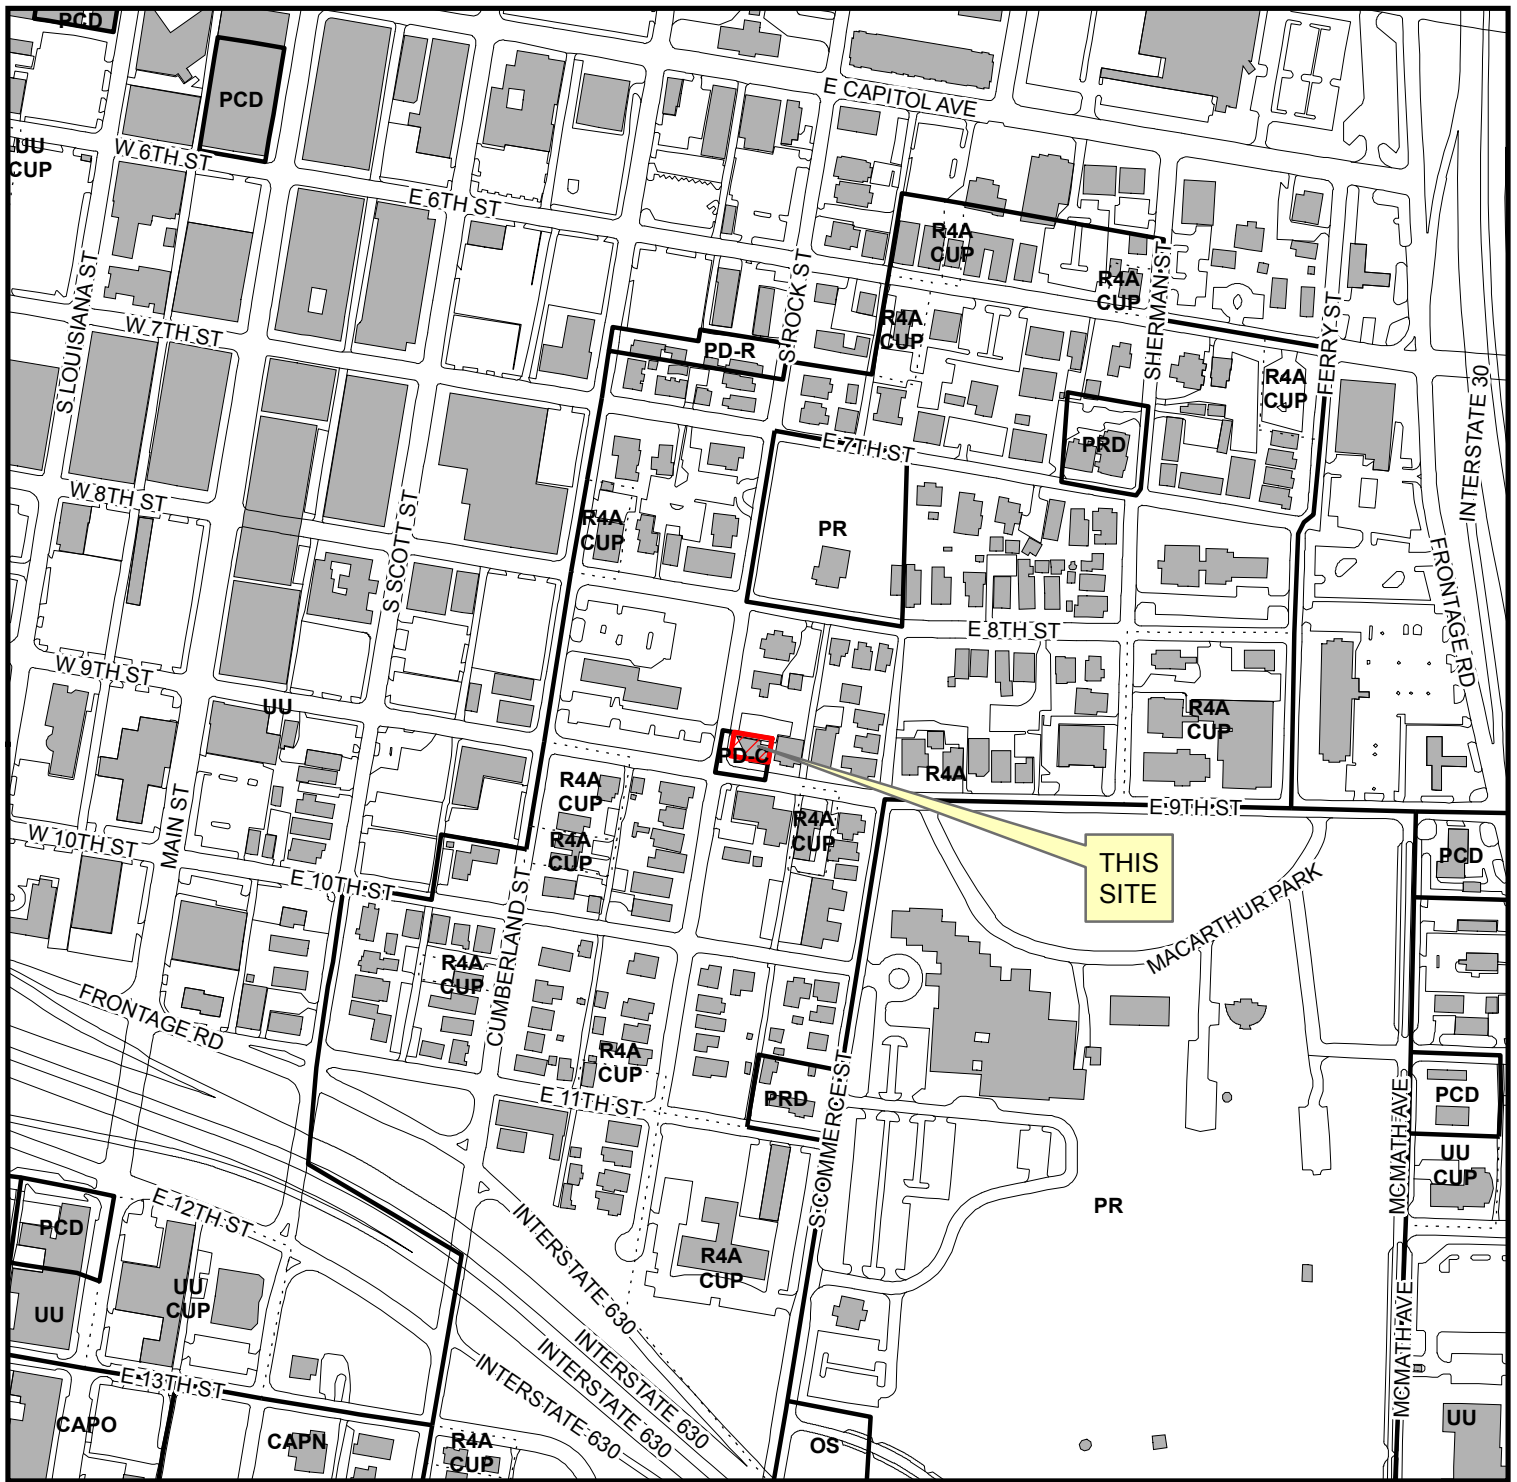 PCD
PCD
E CAPITOL AVE
UU
CUP
W 6TH ST
E 6TH ST
R4A
CUP
S LOUISIANA ST
S ROCK ST
SHERMAN ST
R4A
CUP
FERRY ST
W 7TH ST
R4A
CUP
PD-R
R4A
CUP
INTERSTATE 30
E 7TH ST
PRD
W 8TH ST
S SCOTT ST
R4A
CUP
PR
FRONTAGE RD
E 8TH ST
W 9TH ST
UU
R4A
CUP
PD-C
R4A
R4A
CUP
E 9TH ST
MAIN ST
W 10TH ST
R4A
CUP
R4A
CUP
THIS
SITE
PCD
E 10TH ST
CUMBERLAND ST
MACARTHUR PARK
R4A
CUP
FRONTAGE RD
R4A
CUP
E 11TH ST
PRD
S COMMERCE ST
MCMATH AVE
PCD
UU
CUP
PR
E 12TH ST
PCD
INTERSTATE 630
R4A
CUP
UU
CUP
UU
INTERSTATE 630
INTERSTATE 630
INTERSTATE 630
MCMATH AVE
E 13TH ST
CAPO
CAPN
R4A
CUP
OS
UU